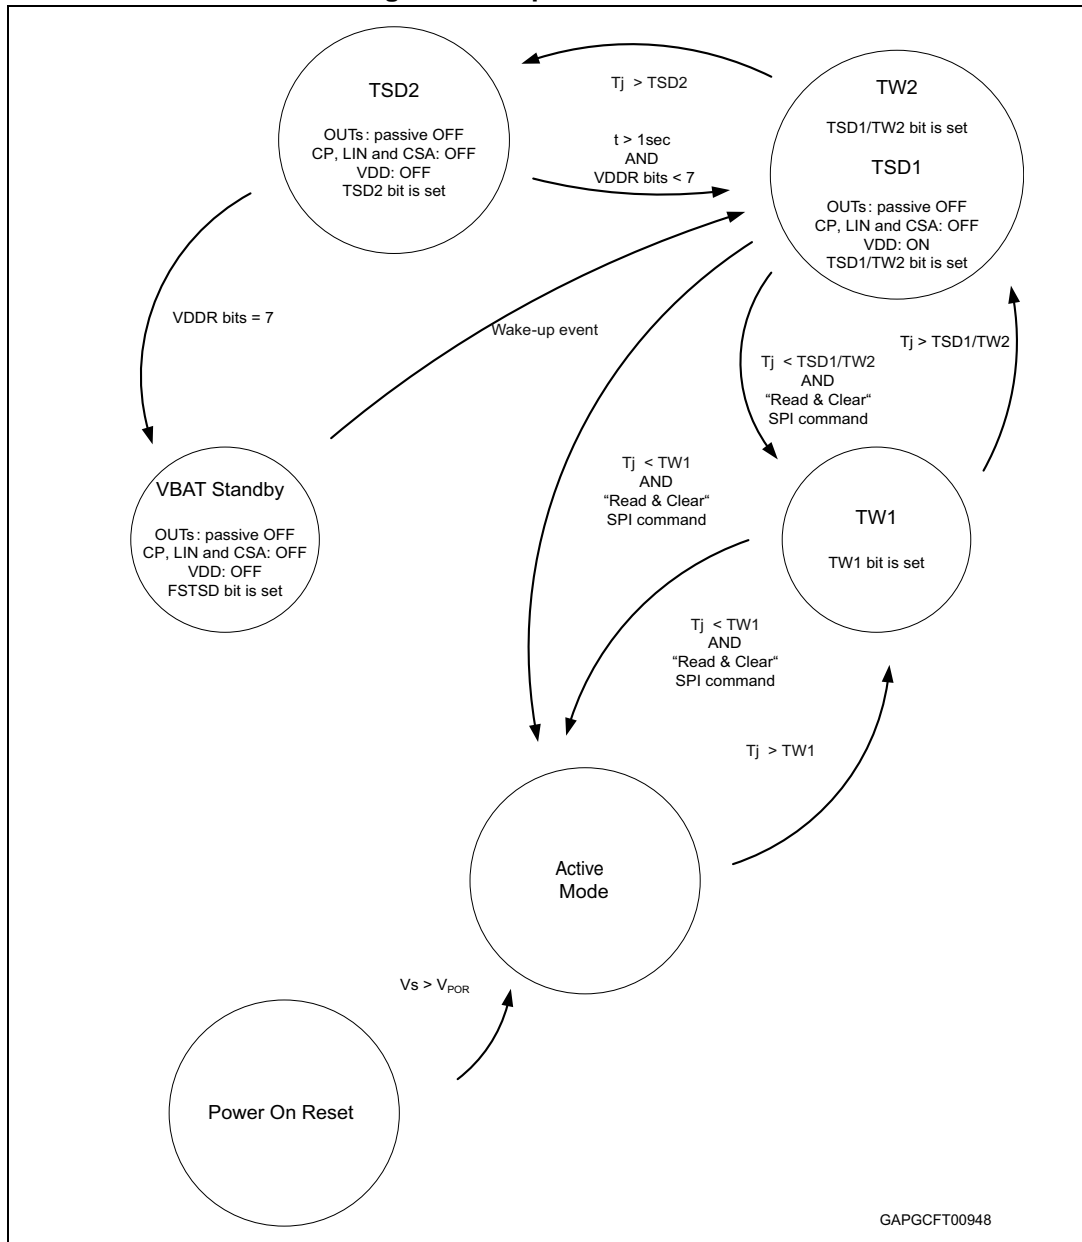 TSD2
OUTs: passive OFF
CP, LIN and CSA: OFF
VDD: OFF
TSD2 bit is set
Tj > TSD2
t > 1sec
AND
VDDR bits < 7
TW2
TSD1/TW2 bit is set
TSD1
OUTs: passive OFF
CP, LIN and CSA: OFF
VDD: ON
TSD1/TW2 bit is set
VDDR bits = 7
Wake-up event
Tj < TSD1/TW2
AND
“Read & Clear“
SPI command
Tj > TSD1/TW2
VBAT Standby
OUTs: passive OFF
CP, LIN and CSA: OFF
VDD: OFF
FSTSD bit is set
Tj < TW1
AND
“Read & Clear“
SPI command
TW1
TW1 bit is set
Tj < TW1
AND
“Read & Clear“
SPI command
Tj > TW1
Active
Mode
Vs > VPOR
Power On Reset
GAPGCFT00948